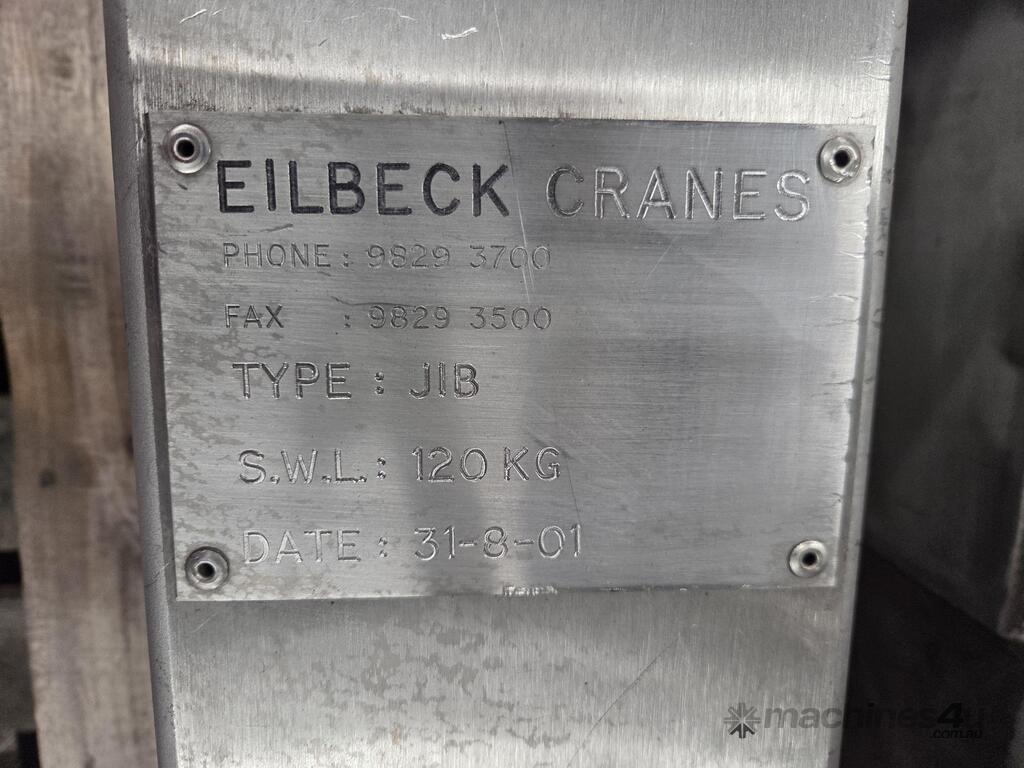 EILBECK CRANES
PHONE: 9829 3700
FAX : 9829 3500
TYPE : JIB
S.W.L.: 120 KG
DATE : 31-8-01
machines4u
.com.au